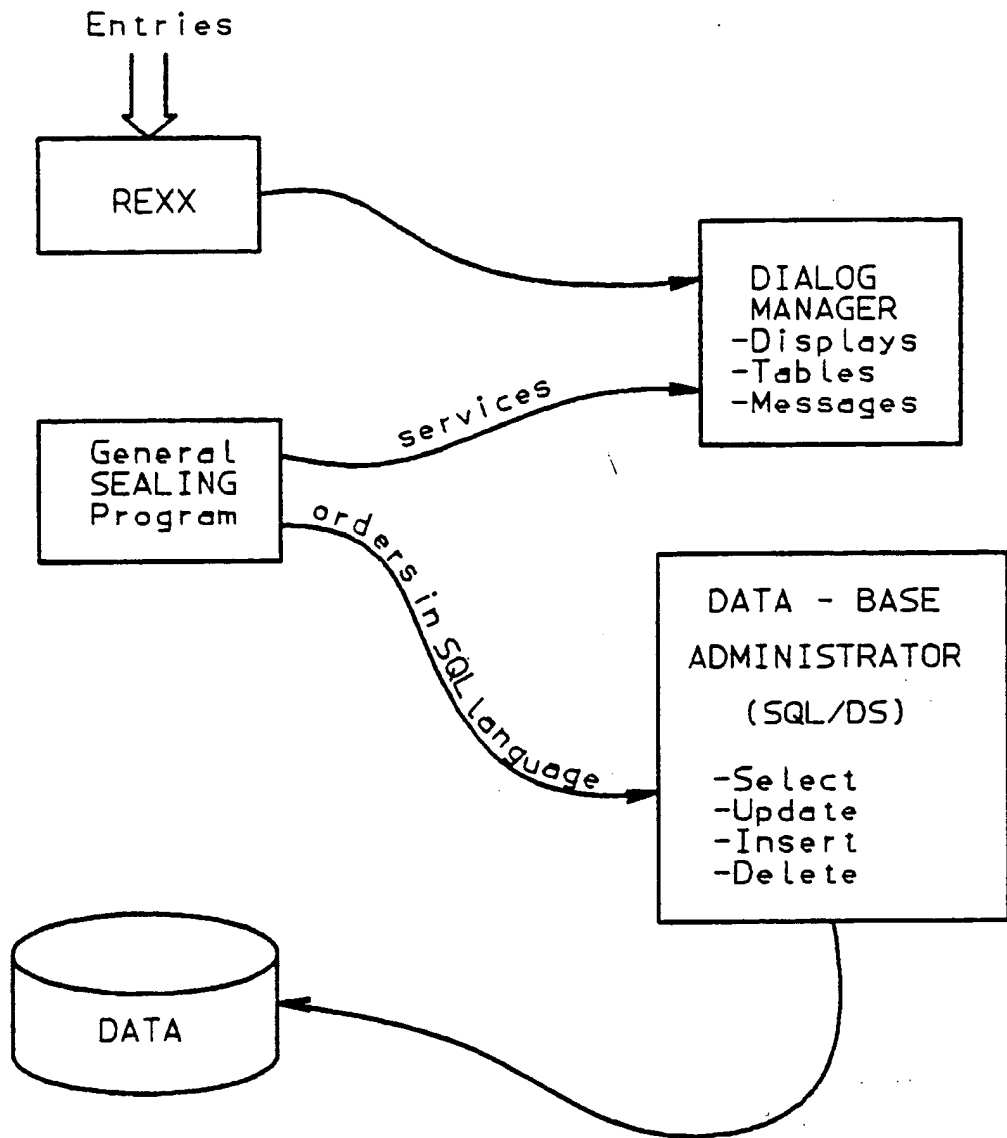 Entries
REXX
DIALOG
MANAGER
-Displays
-Tables
-Messages
services
General
SEALING
Program
orders in SQL language
DATA - BASE
ADMINISTRATOR
(SQL/DS)
-Select
-Update
-Insert
-Delete
DATA